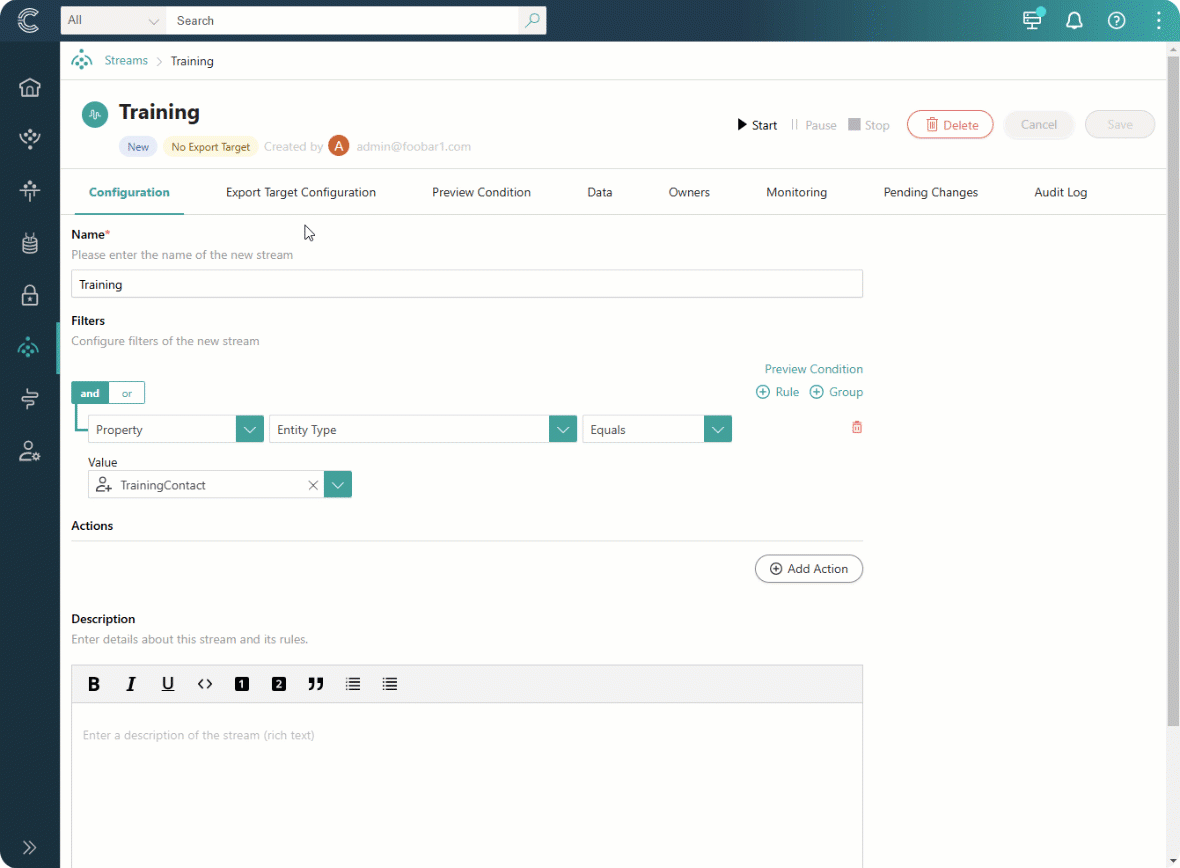 All Search
Streams > Training
Training
Start Pause Stop Delete Cancel Save
New No Export Target Created by A admin@foobar1.com
Configuration Export Target Configuration Preview Condition Data Owners Monitoring Pending Changes Audit Log
Name*
Please enter the name of the new stream
Training
Filters
Configure filters of the new stream
Preview Condition
and or Rule Group
Property Entity Type Equals
Value
TrainingContact
Actions
Add Action
Description
Enter details about this stream and its rules.
B I U <> 1 2
Enter a description of the stream (rich text)